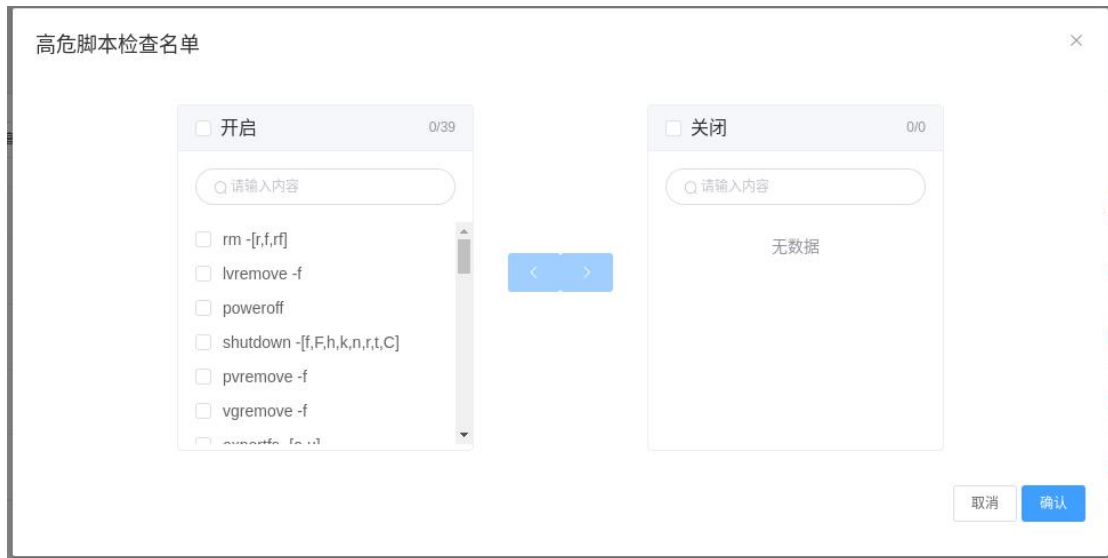 高危脚本检查名单
开启 0/39
请输入内容
rm -[r,f,rf]
lvremove -f
poweroff
shutdown -[f,F,h,k,n,r,t,C]
pvremove -f
vgremove -f
关闭 0/0
请输入内容
无数据
取消 确认